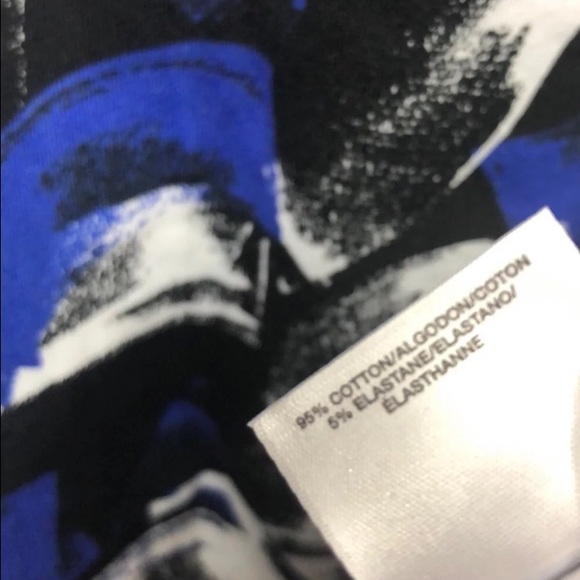 95% COTTON/ALGODON/COTON
5% ELASTANE/ELASTANO/
ÉLASTHANNE